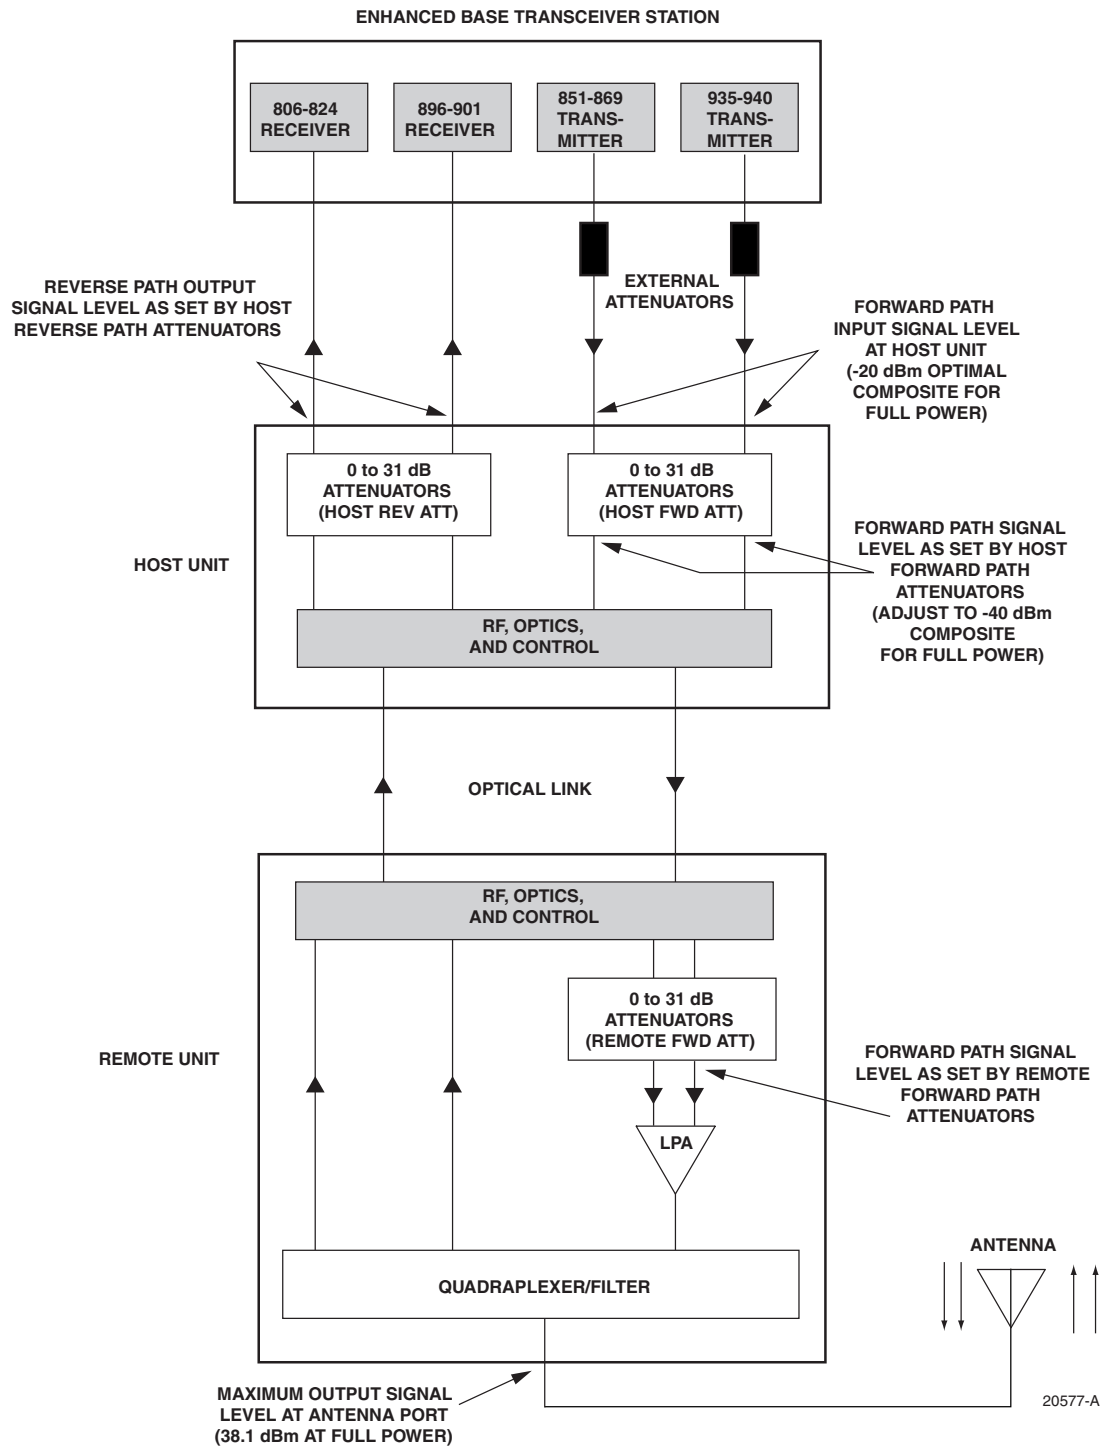 ENHANCED BASE TRANSCEIVER STATION
806-824
RECEIVER
896-901
RECEIVER
851-869
TRANS-
MITTER
935-940
TRANS-
MITTER
EXTERNAL
ATTENUATORS
REVERSE PATH OUTPUT
SIGNAL LEVEL AS SET BY HOST
REVERSE PATH ATTENUATORS
FORWARD PATH
INPUT SIGNAL LEVEL
AT HOST UNIT
(-20 dBm OPTIMAL
COMPOSITE FOR
FULL POWER)
0 to 31 dB
ATTENUATORS
(HOST REV ATT)
0 to 31 dB
ATTENUATORS
(HOST FWD ATT)
HOST UNIT
FORWARD PATH SIGNAL
LEVEL AS SET BY HOST
FORWARD PATH
ATTENUATORS
(ADJUST TO -40 dBm
COMPOSITE
FOR FULL POWER)
RF, OPTICS,
AND CONTROL
OPTICAL LINK
RF, OPTICS,
AND CONTROL
0 to 31 dB
ATTENUATORS
(REMOTE FWD ATT)
REMOTE UNIT
FORWARD PATH SIGNAL
LEVEL AS SET BY REMOTE
FORWARD PATH
ATTENUATORS
LPA
ANTENNA
QUADRAPLEXER/FILTER
MAXIMUM OUTPUT SIGNAL
LEVEL AT ANTENNA PORT
(38.1 dBm AT FULL POWER)
20577-A